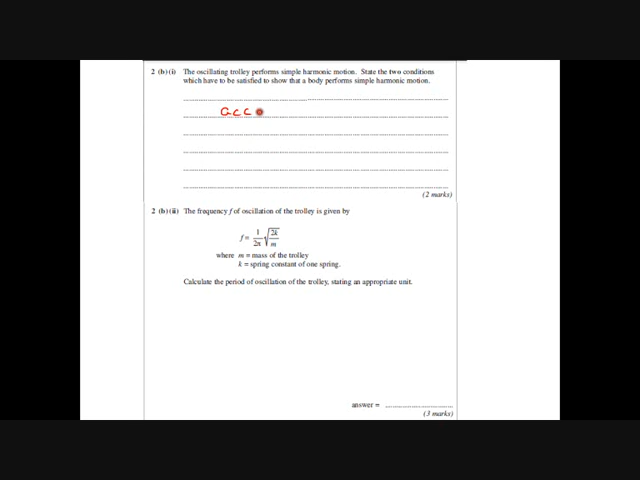 2 (b) (i) The oscillating trolley performs simple harmonic motion. State the two conditions
which have to be satisfied to show that a body performs simple harmonic motion.
acc
(2 marks)
2 (b) (ii) The frequency f of oscillation of the trolley is given by
f = 1/2π √2k/m
where m = mass of the trolley
k = spring constant of one spring.
Calculate the period of oscillation of the trolley, stating an appropriate unit.
answer = ........................................
(3 marks)